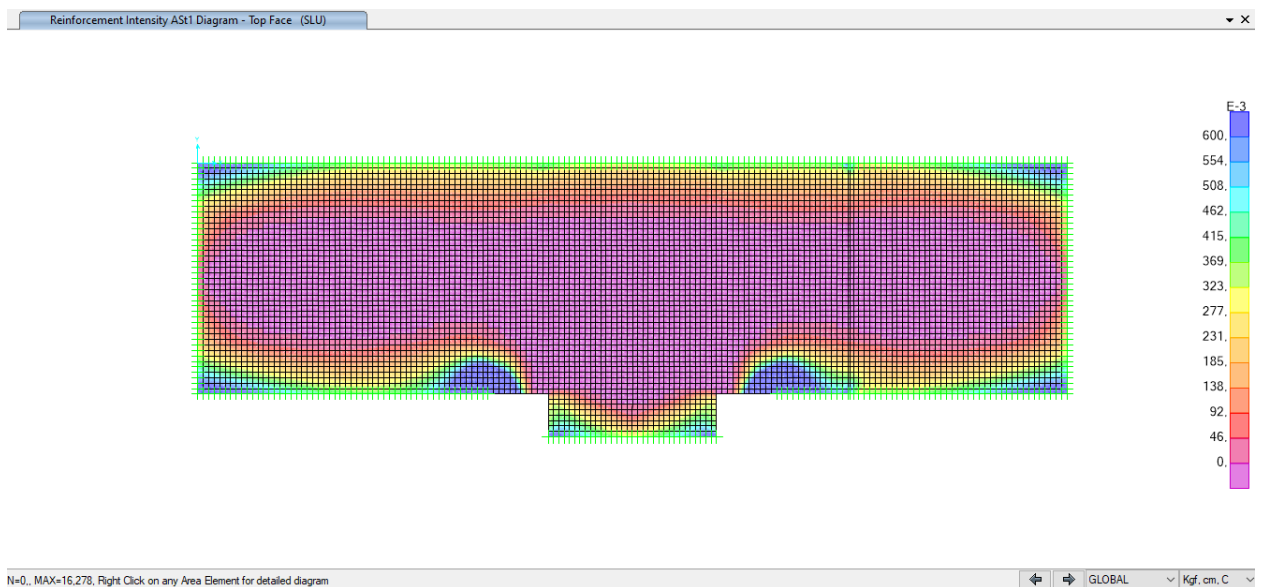 Reinforcement Intensity ASt1 Diagram - Top Face (SLU)
E-3
600,
554,
508,
462,
415,
369,
323,
277,
231,
185,
138,
92,
46,
0,
N=0,, MAX=16,278, Right Click on any Area Element for detailed diagram
GLOBAL
Kgf, cm, C